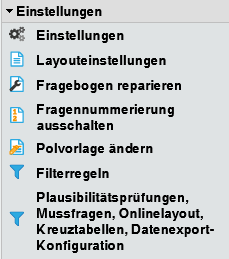 Einstellungen
Einstellungen
Layouteinstellungen
Fragebogen reparieren
Fragennummerierung
ausschalten
Polvorlage ändern
Filterregeln
Plausibilitätsprüfungen,
Mussfragen, Onlinelayout,
Kreuztabellen, Datenexport-
Konfiguration